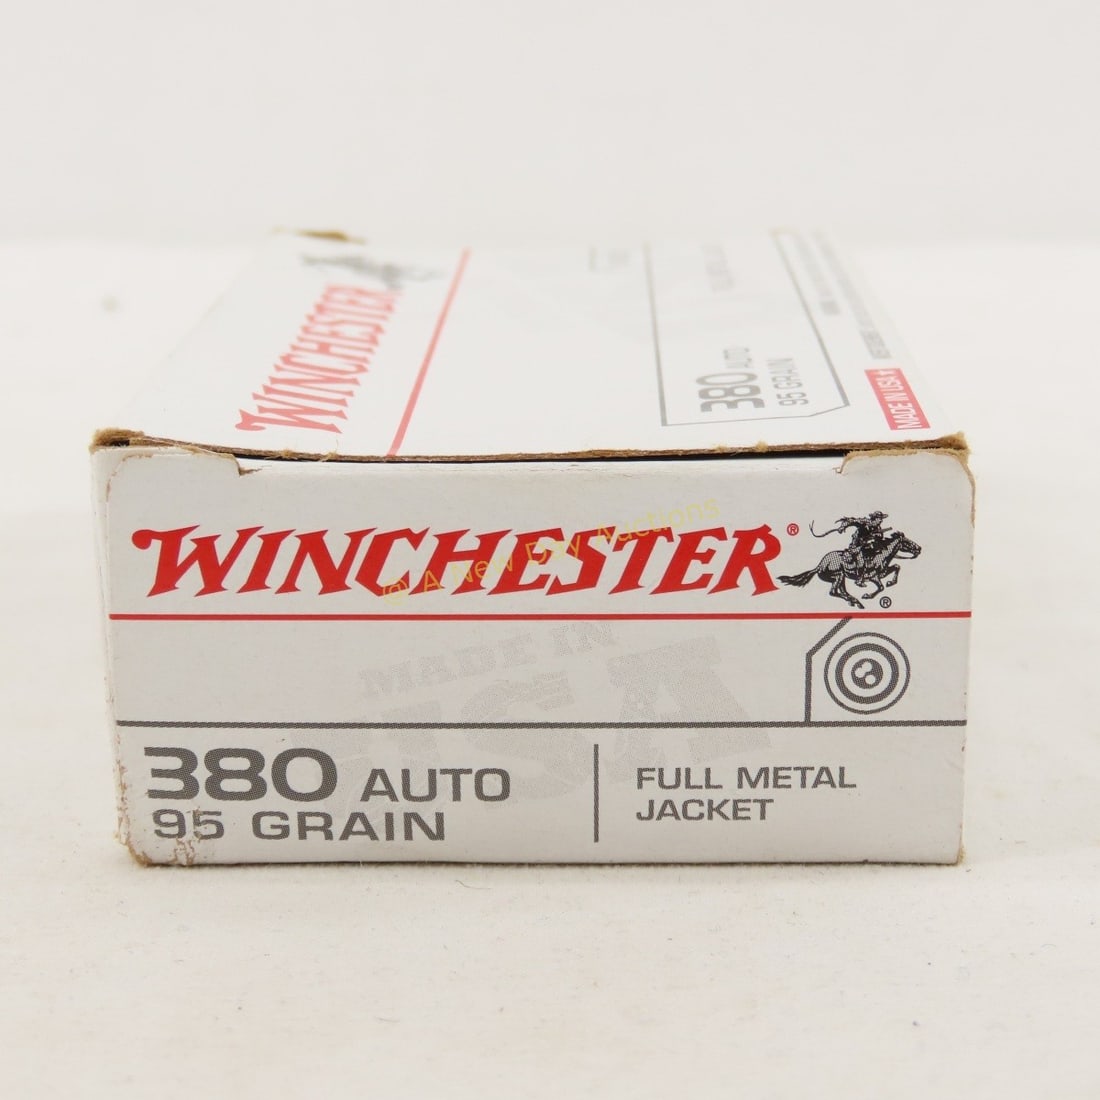 WINCHESTER
380 AUTO
95 GRAIN
MADE IN USA
WINCHESTER®
®
© A New Day Auctions
MADE IN
USA
380 AUTO
95 GRAIN
FULL METAL
JACKET